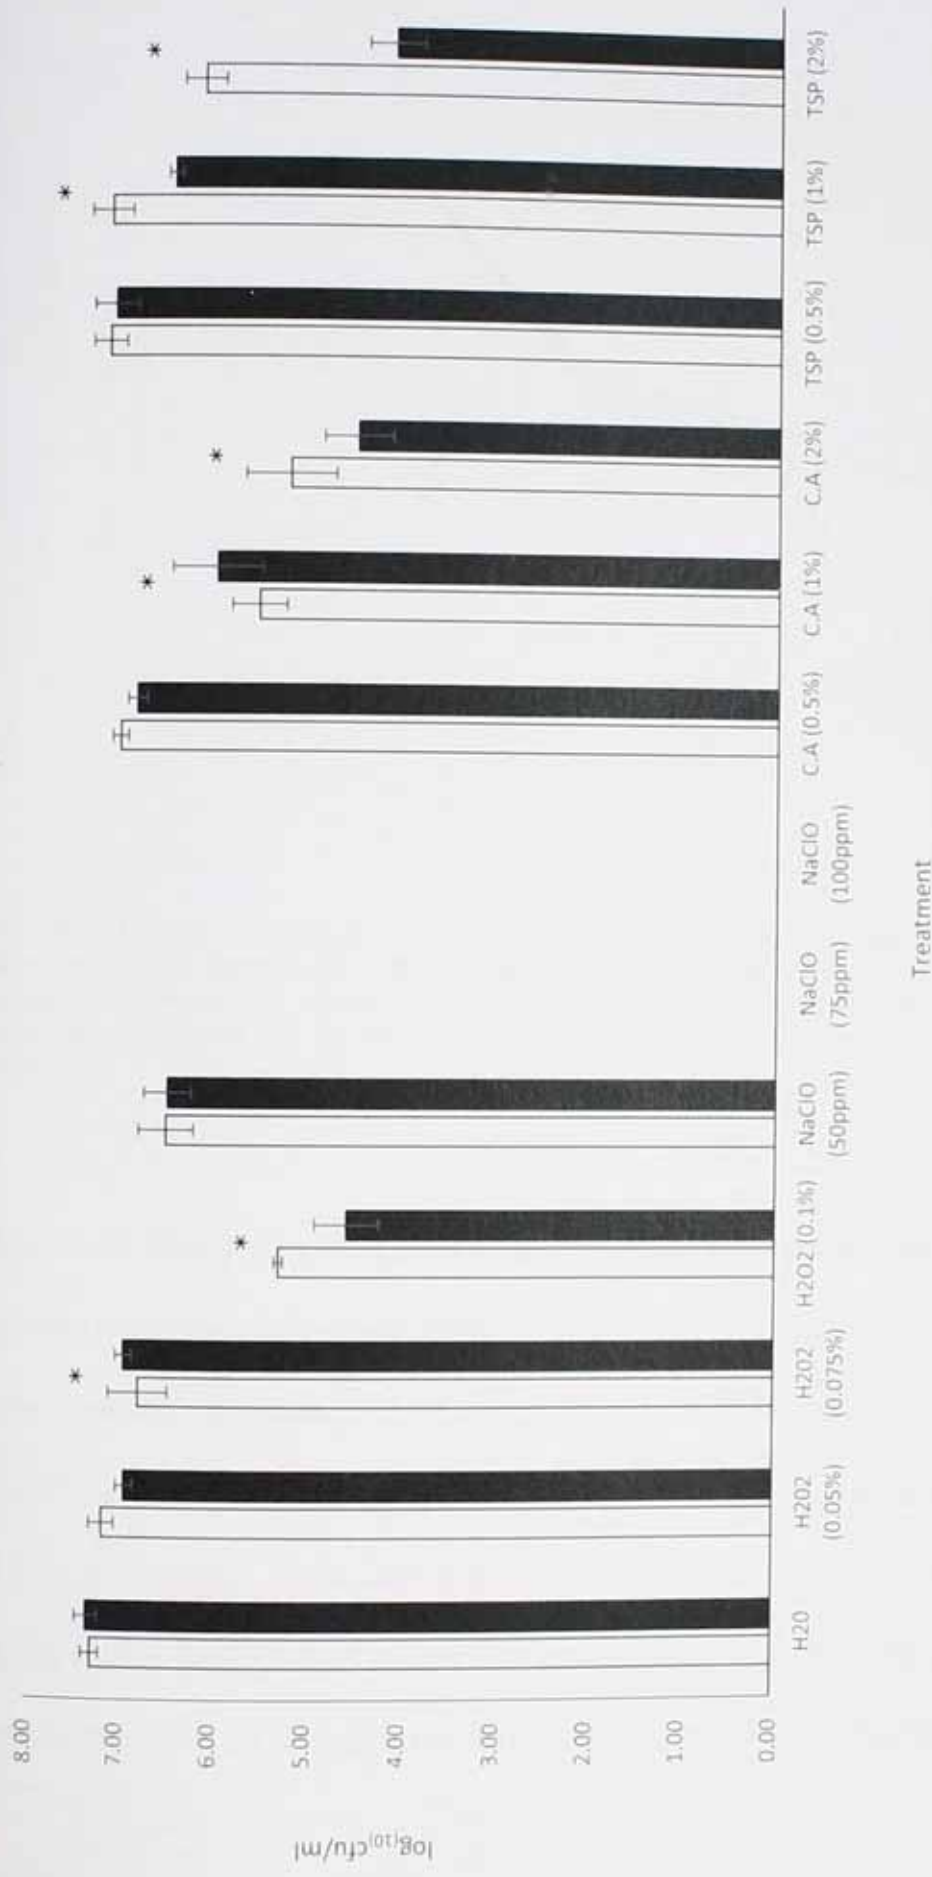 log(10)cfu/ml
8.00
7.00
6.00
5.00
4.00
3.00
2.00
1.00
0.00
*
*
*
*
*
*
H20
H2O2
(0.05%)
H2O2
(0.075%)
H2O2 (0.1%)
NaClO
(50ppm)
NaClO
(75ppm)
NaClO
(100ppm)
C.A (0.5%)
C.A (1%)
C.A (2%)
TSP (0.5%)
TSP (1%)
TSP (2%)
Treatment